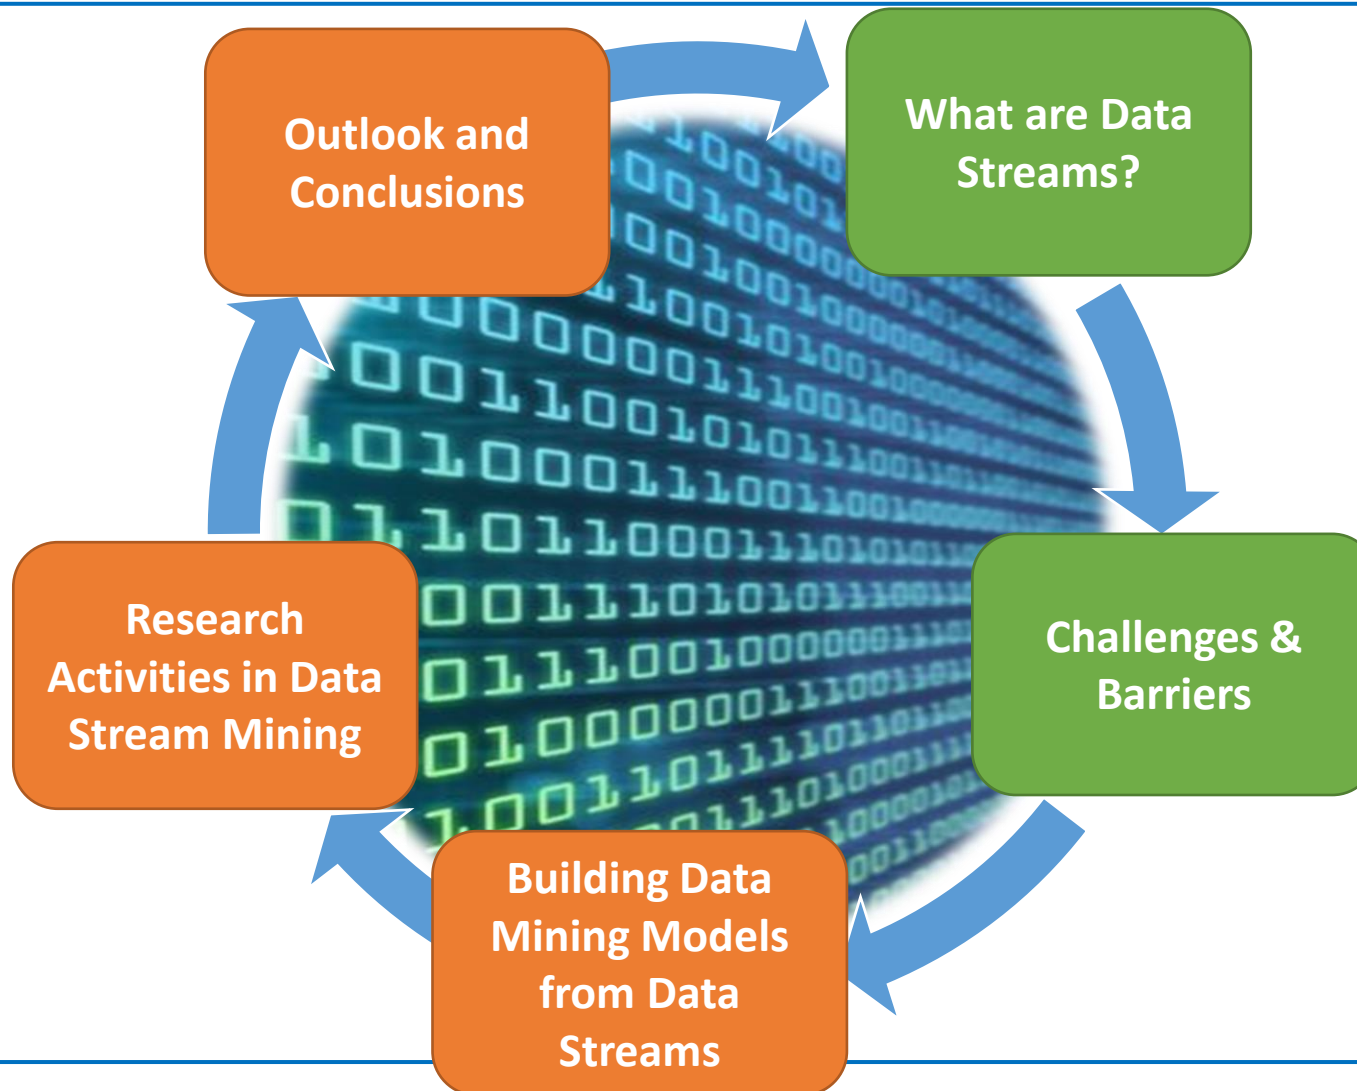 Outlook and
Conclusions
What are Data
Streams?
Challenges &
Barriers
Building Data
Mining Models
from Data
Streams
Research
Activities in Data
Stream Mining